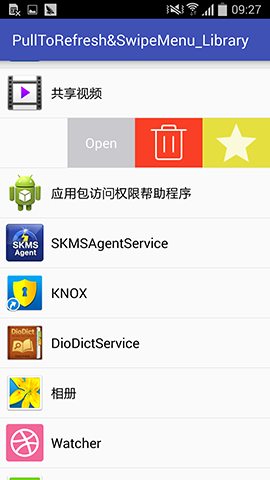 09:27
PullToRefresh&SwipeMenu_Library
共享视频
Open
应用包访问权限帮助程序
SKMS
Agent
SKMSAgentService
KNOX
DioDict
DioDictService
相册
Watcher